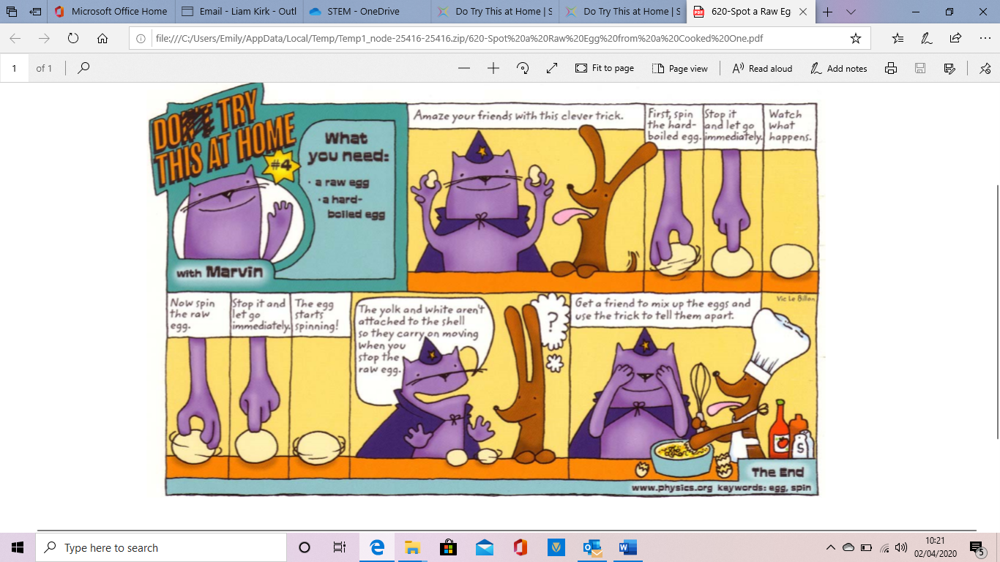 Microsoft Office Home
Email - Liam Kirk - Outl
STEM - OneDrive
Do Try This at Home | S
Do Try This at Home | S
PDF
620-Spot a Raw Eg
file:///C:/Users/Emily/AppData/Local/Temp/Temp1_node-25416-25416.zip/620-Spot%20a%20Raw%20Egg%20from%20a%20Cooked%20One.pdf
1 of 1
Fit to page
Page view
Read aloud
Add notes
DON'T TRY
THIS AT HOME
#4
with Marvin
What
you need:
• a raw egg
• a hard-
boiled egg
Amaze your friends with this clever trick.
First, spin
the hard-
boiled egg.
Stop it
and let go
immediately.
Watch
what
happens.
Now spin
the raw
egg.
Stop it and
let go
immediately.
The egg
starts
spinning!
The yolk and white aren't
attached to the shell
so they carry on moving
when you
stop the
raw egg.
?
Get a friend to mix up the eggs and
use the trick to tell them apart.
Vic Le Billon
S
The End
www.physics.org keywords: egg, spin
Type here to search
10:21
02/04/2020
5